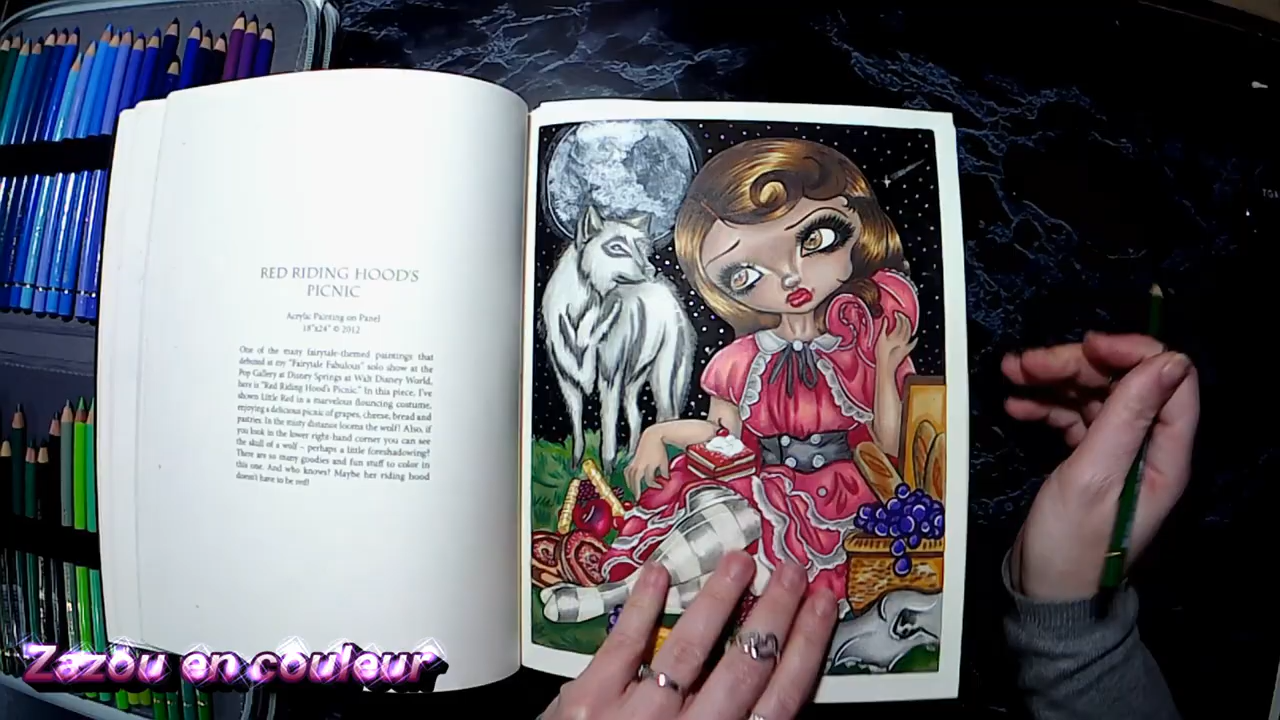 RED RIDING HOOD'S
PICNIC
Acrylic Painting on Panel
18"x24" © 2012
One of the many fairytale-themed paintings that
debuted in my "Fairytale Fabulous" solo show at the
Pop Gallery at Disney Springs at Walt Disney World,
here is "Red Riding Hood's Picnic." In this piece, I've
shown Little Red in a marvelous flouncing costume,
enjoying a delicious picnic of grapes, cheese, bread and
pastries. In the misty distance looms the wolf! Also, if
you look in the lower right-hand corner you can see
the skull of a wolf – perhaps a little foreshadowing?
There are so many goodies and fun stuff to color in
this one. And who knows? Maybe her riding hood
doesn't have to be red!
Zazou en couleur